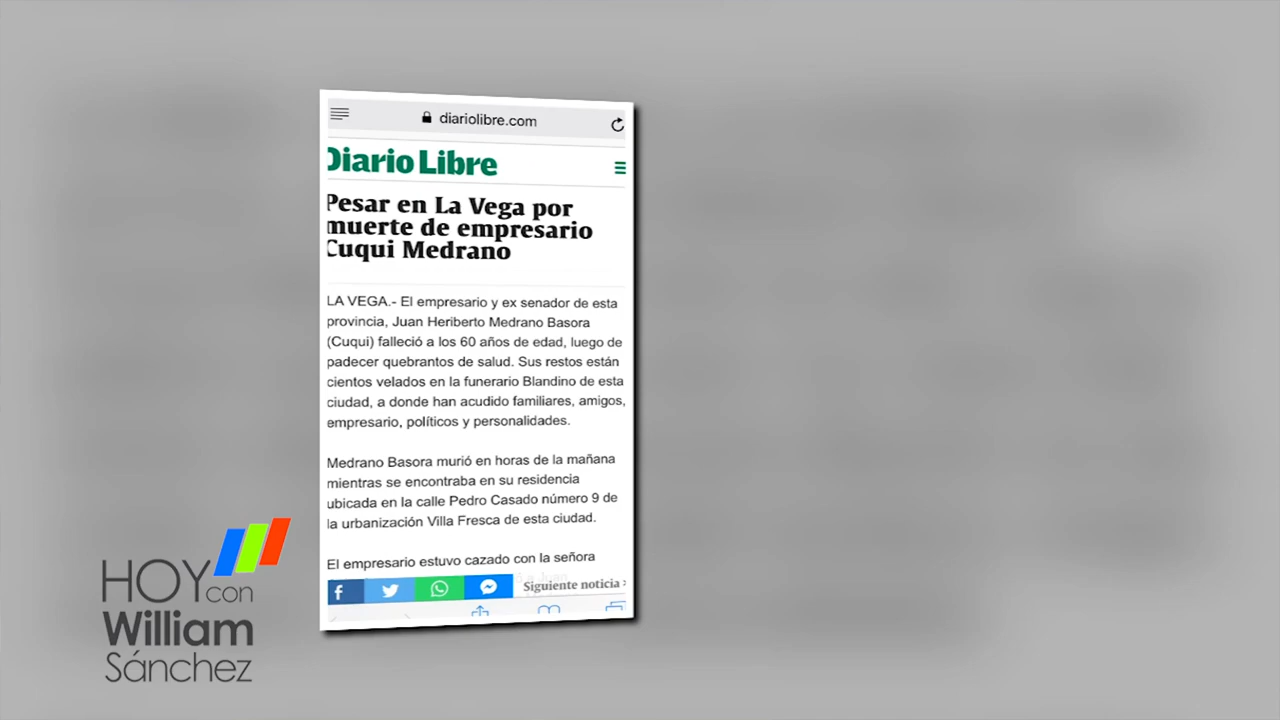 diariolibre.com
Diario Libre
Pesar en La Vega por
muerte de empresario
Cuqui Medrano
LA VEGA.- El empresario y ex senador de esta
provincia, Juan Heriberto Medrano Basora
(Cuqui) falleció a los 60 años de edad, luego de
padecer quebrantos de salud. Sus restos están
cientos velados en la funerario Blandino de esta
ciudad, a donde han acudido familiares, amigos,
empresario, políticos y personalidades.
Medrano Basora murió en horas de la mañana
mientras se encontraba en su residencia
ubicada en la calle Pedro Casado número 9 de
la urbanización Villa Fresca de esta ciudad.
El empresario estuvo cazado con la señora
Siguiente noticia
HOY
con
William
Sánchez